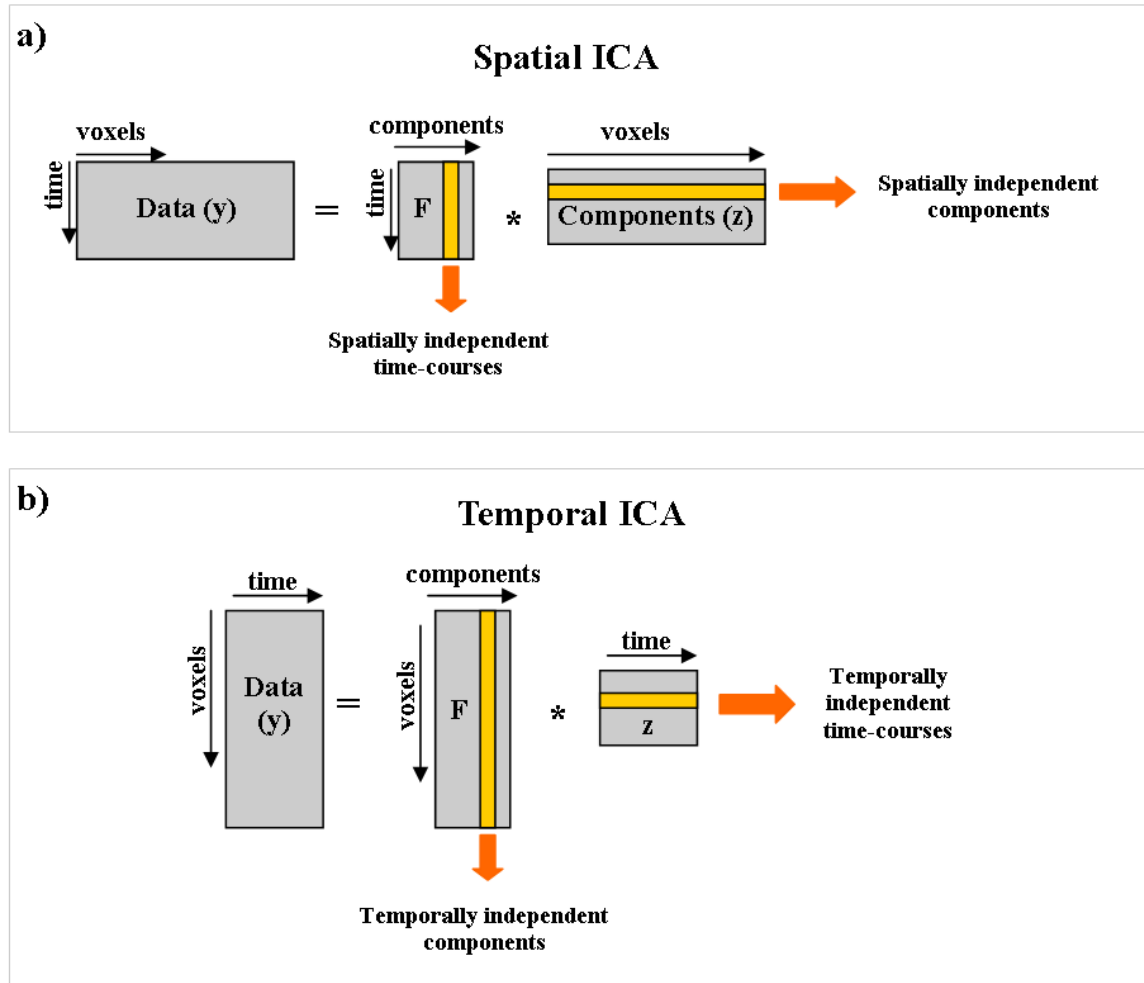 a)
Spatial ICA
voxels
time
Data (y)
=
components
time
F
*
voxels
Components (z)
Spatially independent
components
Spatially independent
time-courses
b)
Temporal ICA
time
voxels
Data
(y)
=
components
voxels
F
*
time
z
Temporally
independent
time-courses
Temporally independent
components